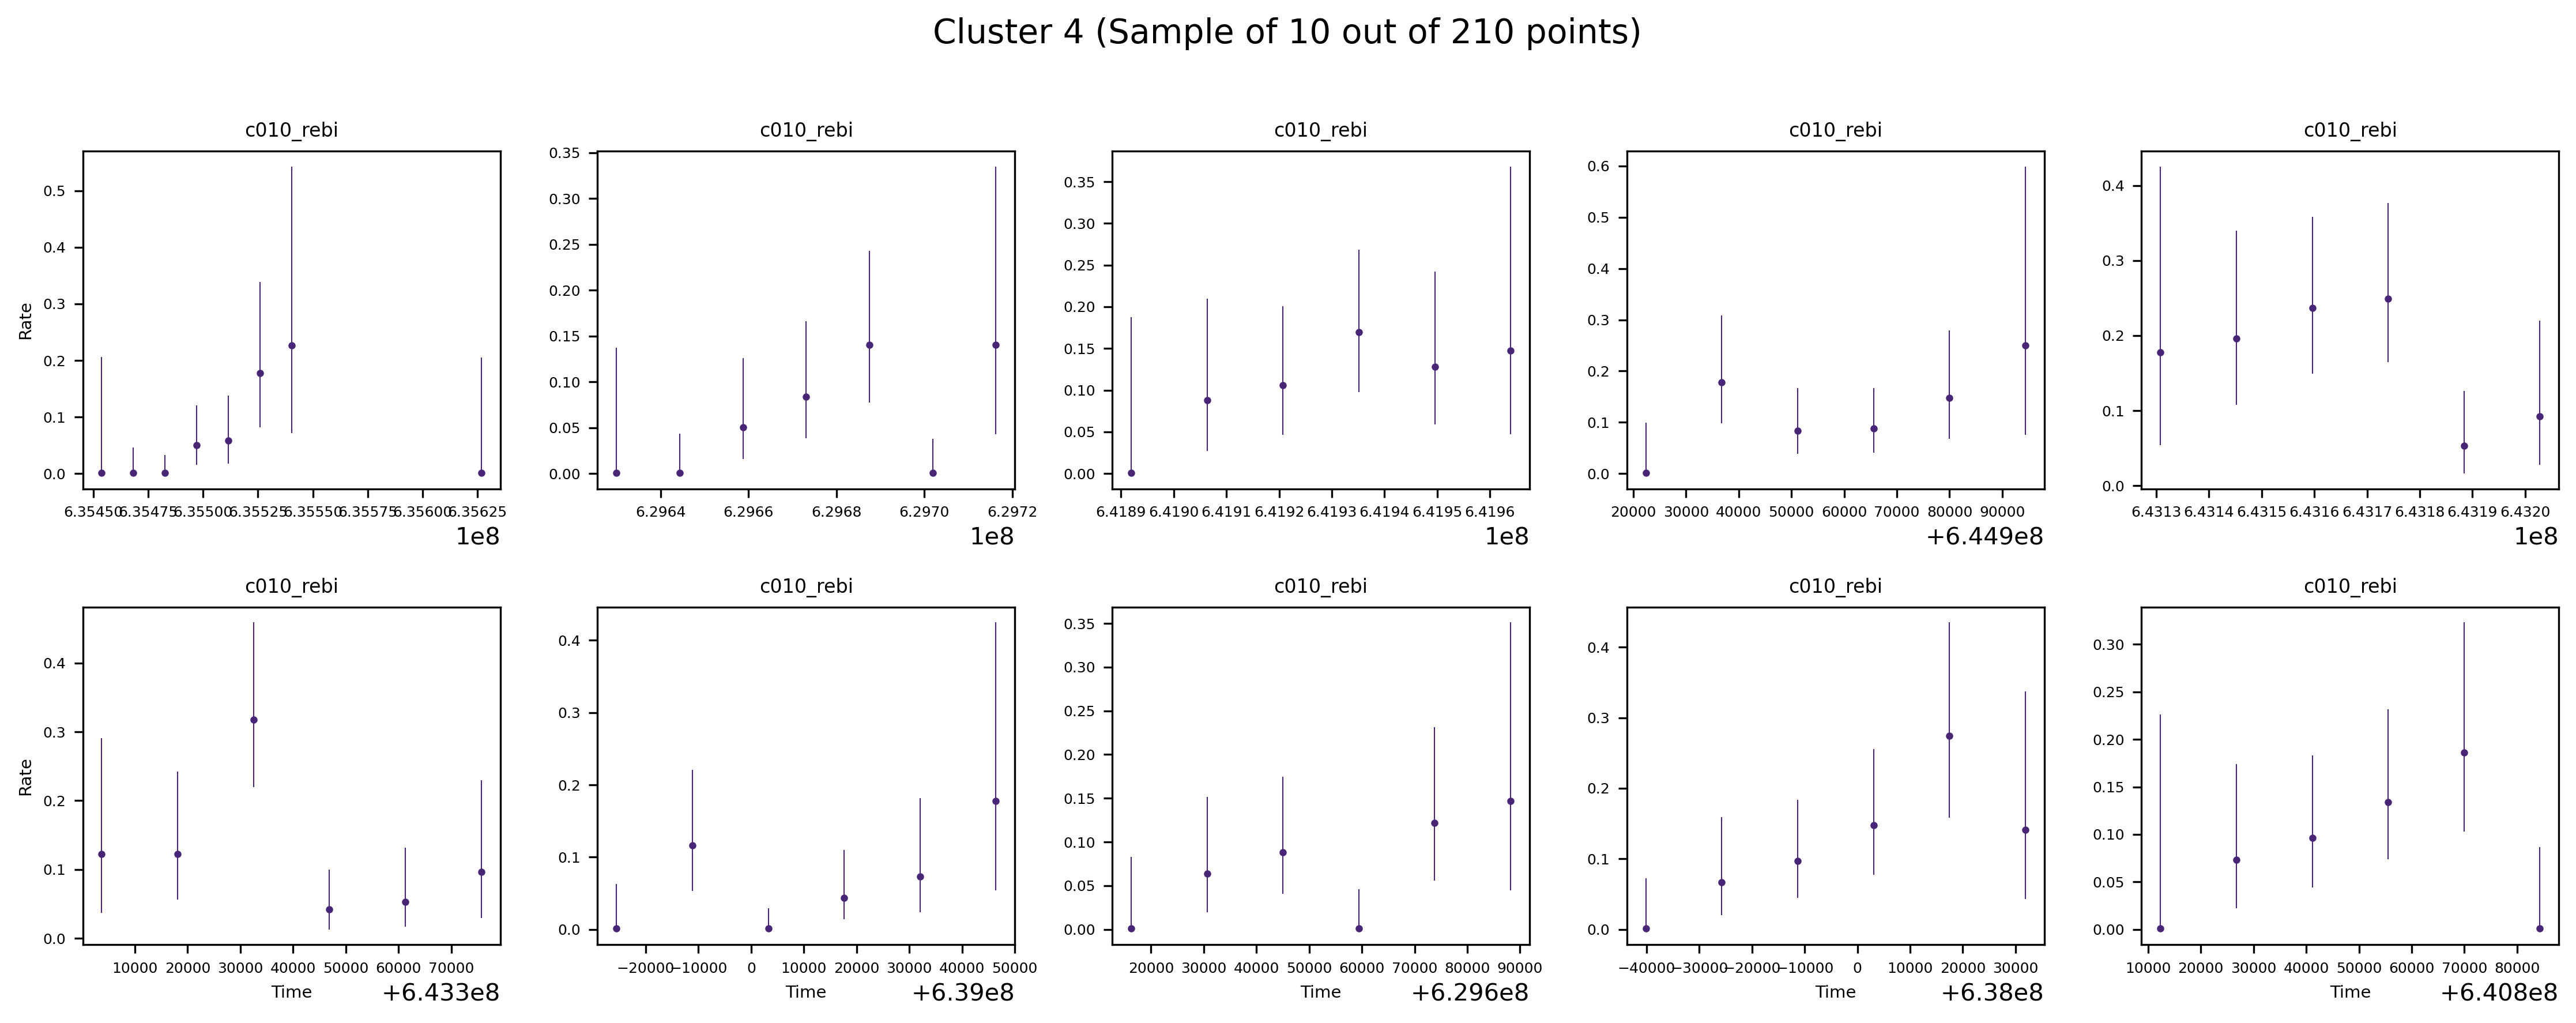 Cluster 4 (Sample of 10 out of 210 points)
c010_rebi c010_rebi c010_rebi c010_rebi c010_rebi
Rate
0.5
0.4
0.3
0.2
0.1
0.0
6.35450 6.35475 6.35500 6.35525 6.35550 6.35575 6.35600 6.35625
1e8
0.35
0.30
0.25
0.20
0.15
0.10
0.05
0.00
6.2964 6.2966 6.2968 6.2970 6.2972
1e8
0.35
0.30
0.25
0.20
0.15
0.10
0.05
0.00
6.4189 6.4190 6.4191 6.4192 6.4193 6.4194 6.4195 6.4196
1e8
0.6
0.5
0.4
0.3
0.2
0.1
0.0
20000 30000 40000 50000 60000 70000 80000 90000
+6.449e8
0.4
0.3
0.2
0.1
0.0
6.4313 6.4314 6.4315 6.4316 6.4317 6.4318 6.4319 6.4320
1e8
c010_rebi c010_rebi c010_rebi c010_rebi c010_rebi
Rate
0.4
0.3
0.2
0.1
0.0
10000 20000 30000 40000 50000 60000 70000
Time
+6.433e8
0.4
0.3
0.2
0.1
0.0
−20000 −10000 0 10000 20000 30000 40000 50000
Time
+6.39e8
0.35
0.30
0.25
0.20
0.15
0.10
0.05
0.00
20000 30000 40000 50000 60000 70000 80000 90000
Time
+6.296e8
0.4
0.3
0.2
0.1
0.0
−40000 −30000 −20000 −10000 0 10000 20000 30000
Time
+6.38e8
0.30
0.25
0.20
0.15
0.10
0.05
0.00
10000 20000 30000 40000 50000 60000 70000 80000
Time
+6.408e8